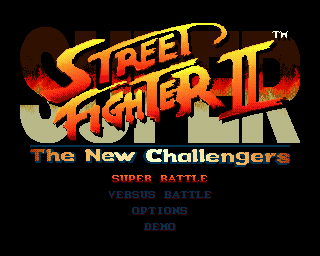 SUPER
STREET
FIGHTER II
TM
The New Challengers
SUPER BATTLE
VERSUS BATTLE
OPTIONS
DEMO